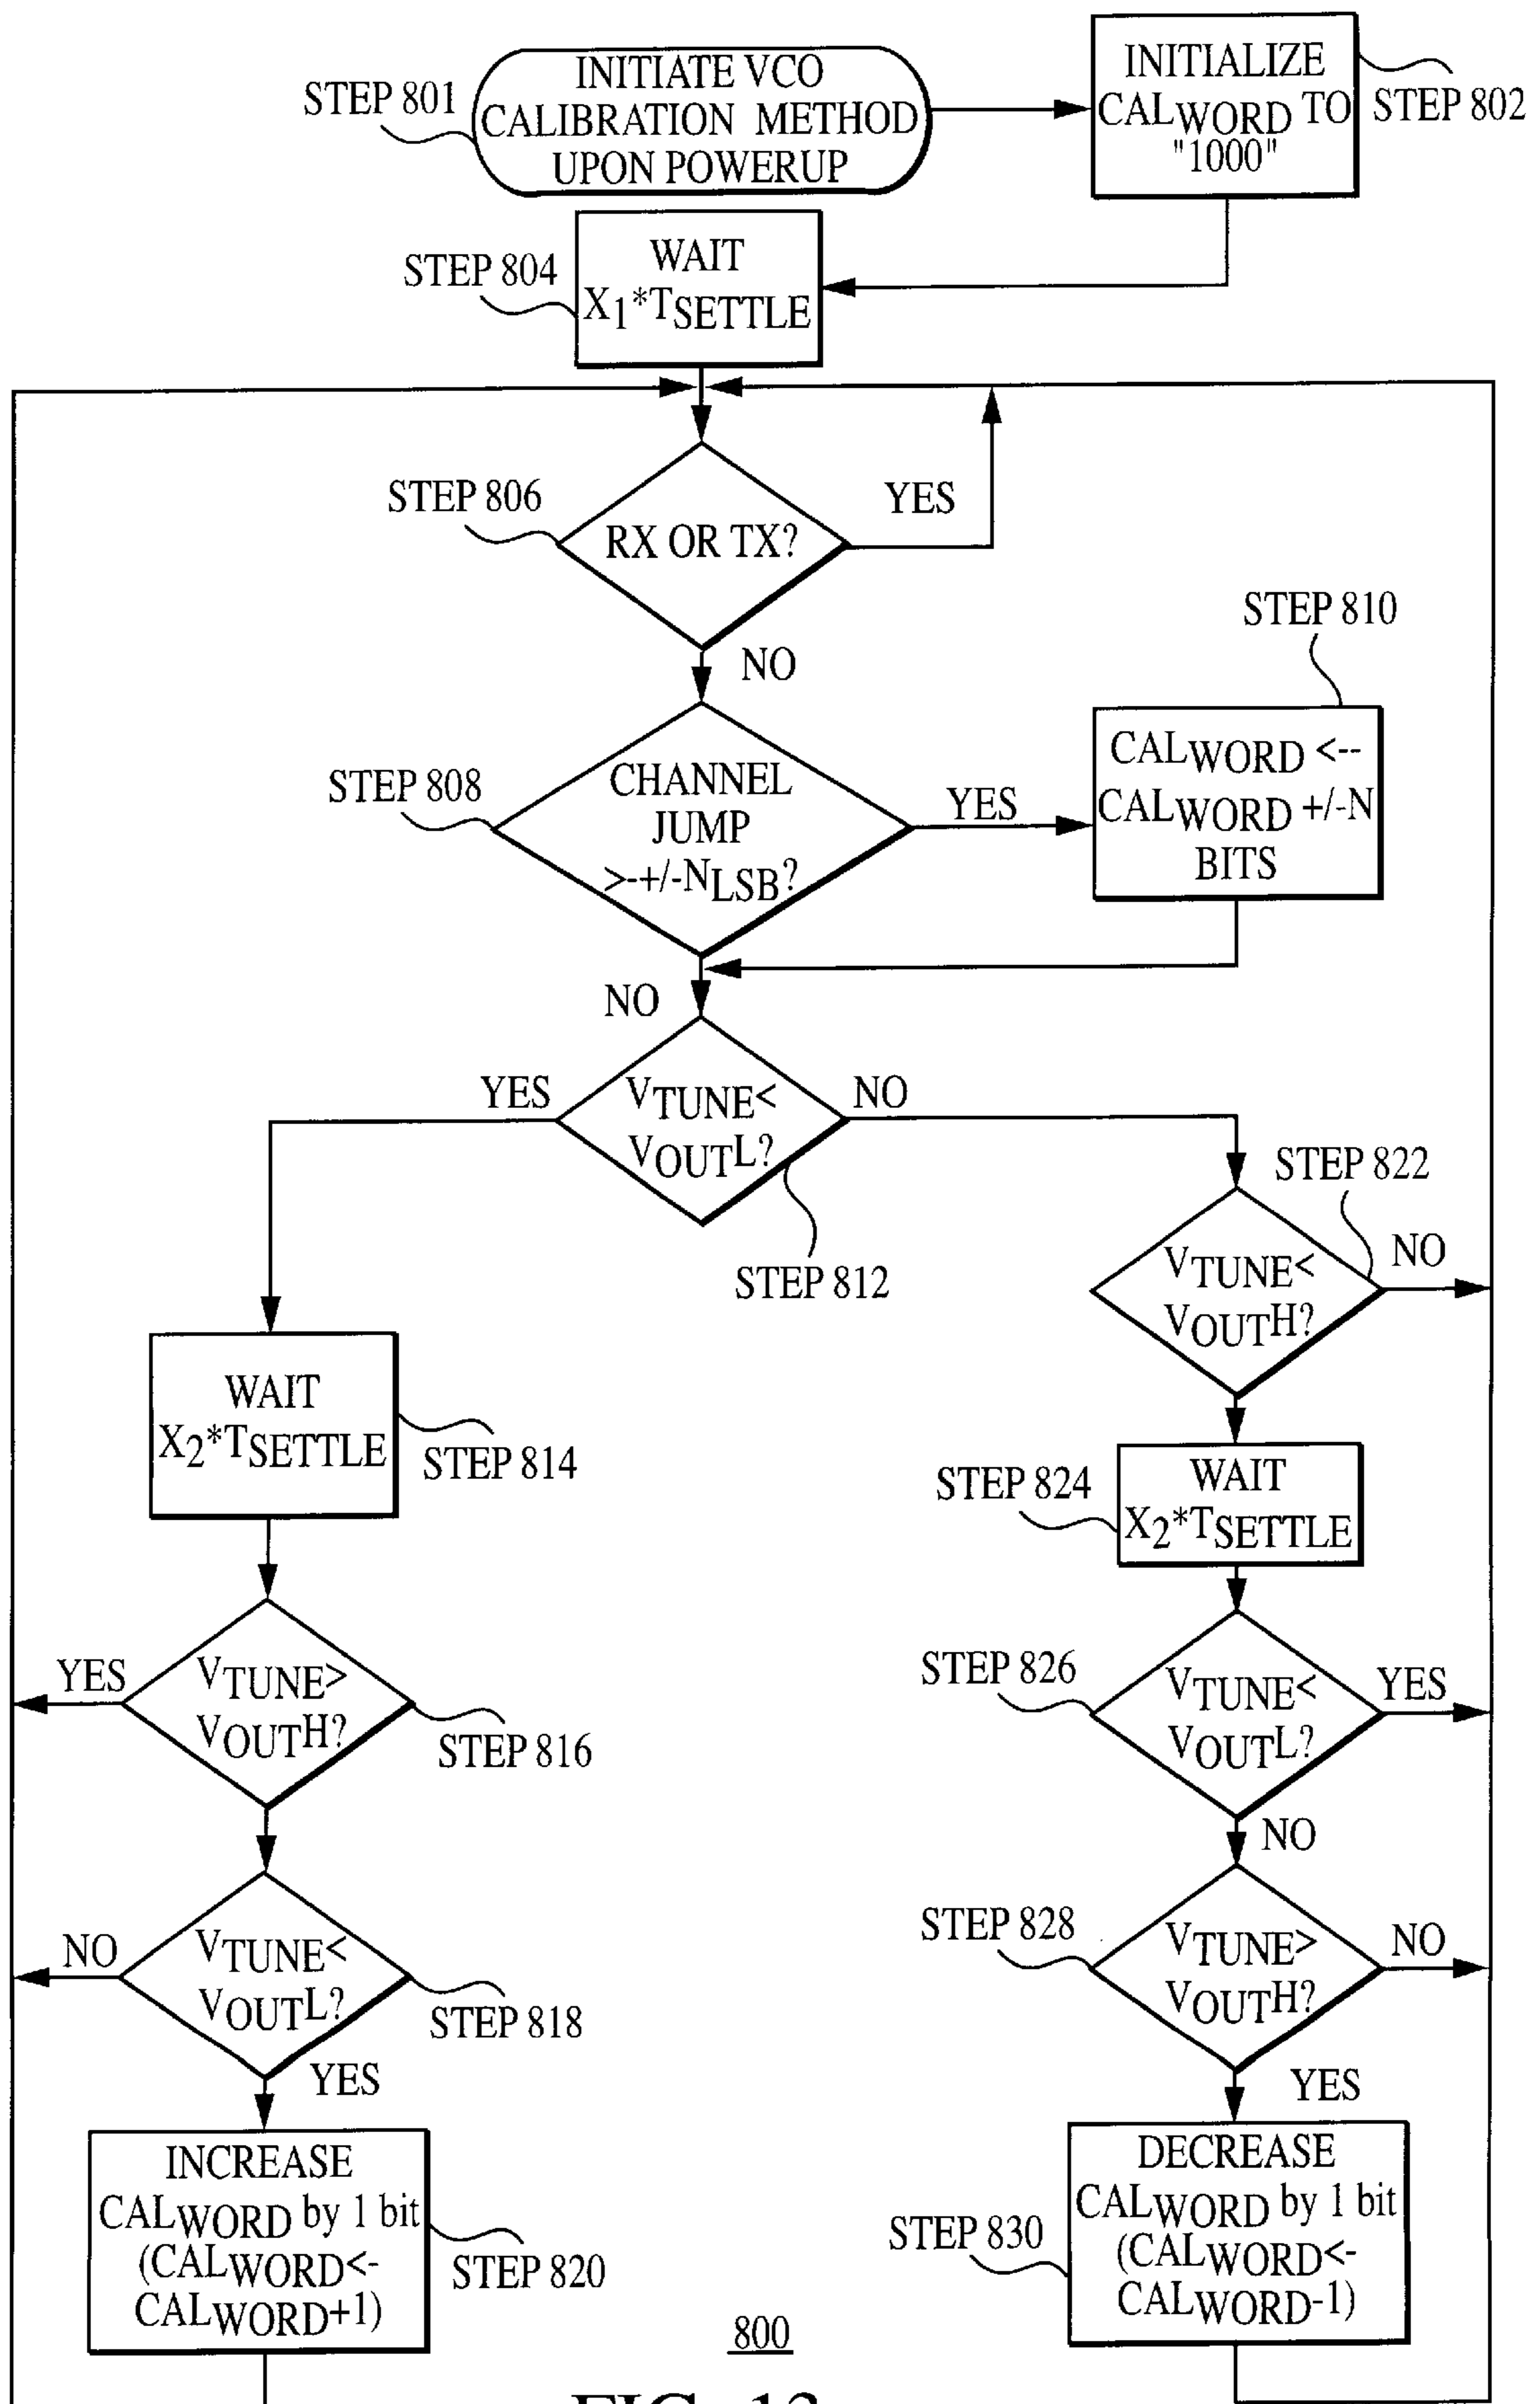 STEP 801
INITIATE VCO
CALIBRATION METHOD
UPON POWERUP
INITIALIZE
CALWORD TO
"1000"
STEP 802
STEP 804
WAIT
X1*TSETTLE
STEP 806
RX OR TX?
YES
NO
STEP 808
CHANNEL
JUMP
>-+/-NLSB?
YES
STEP 810
CALWORD <--
CALWORD +/-N
BITS
NO
YES
VTUNE<
VOUTL?
NO
STEP 812
STEP 822
VTUNE<
VOUTH?
NO
WAIT
X2*TSETTLE
STEP 814
STEP 824
WAIT
X2*TSETTLE
YES
VTUNE>
VOUTH?
STEP 816
STEP 826
VTUNE<
VOUTL?
YES
NO
NO
VTUNE<
VOUTL?
STEP 818
YES
STEP 828
VTUNE>
VOUTH?
NO
YES
INCREASE
CALWORD by 1 bit
(CALWORD<-
CALWORD+1)
STEP 820
STEP 830
DECREASE
CALWORD by 1 bit
(CALWORD<-
CALWORD-1)
800
FIG. 13